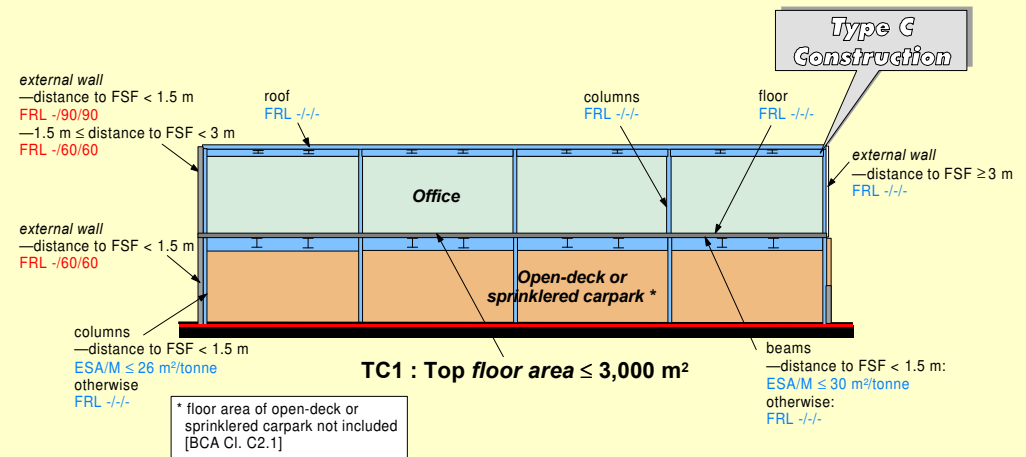 Type C
Construction
external wall
—distance to FSF < 1.5 m
FRL -/90/90
—1.5 m ≤ distance to FSF < 3 m
FRL -/60/60
roof
FRL -/-/-
columns
FRL -/-/-
floor
FRL -/-/-
external wall
—distance to FSF ≥ 3 m
FRL -/-/-
Office
external wall
—distance to FSF < 1.5 m
FRL -/60/60
Open-deck or
sprinklered carpark *
columns
—distance to FSF < 1.5 m
ESA/M ≤ 26 m²/tonne
otherwise
FRL -/-/-
TC1 : Top floor area ≤ 3,000 m²
beams
—distance to FSF < 1.5 m:
ESA/M ≤ 30 m²/tonne
otherwise:
FRL -/-/-
* floor area of open-deck or
sprinklered carpark not included
[BCA Cl. C2.1]